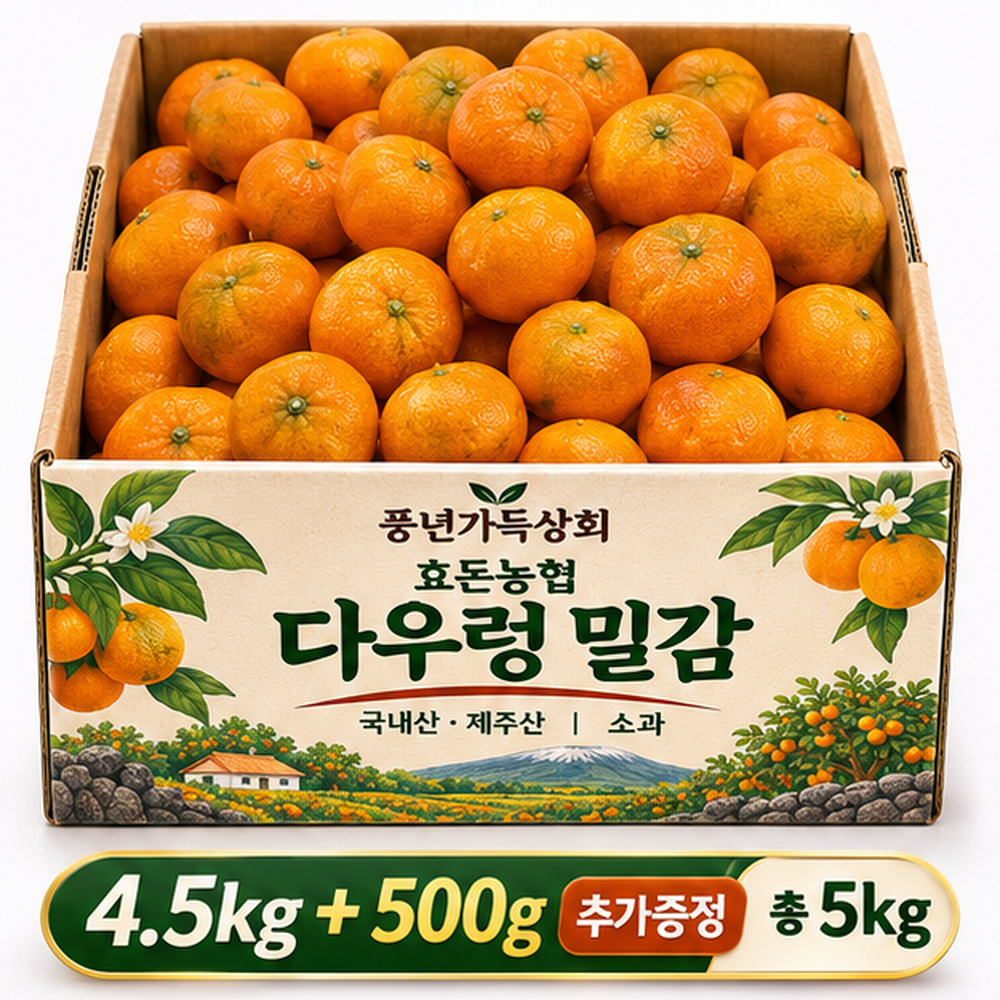 풍년가득상회
효돈농협
다우렁 밀감
국내산 · 제주산 | 소과
4.5kg + 500g 추가증정 총 5kg